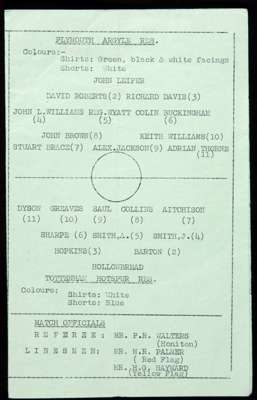 PLYMOUTH ARGYLE RES.
Colours:-
Shirts: Green, black & white facings
Shorts: White
JOHN LEIPER
DAVID ROBERTS(2) RICHARD DAVIS(3)
JOHN L.WILLIAMS REG.WYATT COLIN BUCKINGHAM
(4) (5) (6)
JOHN BROWN(8) KEITH WILLIAMS(10)
STUART BRACE(7) ALEX.JACKSON(9) ADRIAN THORNE
(11)
DYSON GREAVES SAUL COLLINS AITCHISON
(11) (10) (9) (8) (7)
SHARPE (6) SMITH,A.(5) SMITH,J.(4)
HOPKINS(3) BARTON (2)
HOLLOWBREAD
TOTTENHAM HOTSPUR RES.
Colours:
Shirts: White
Shorts: Blue
MATCH OFFICIALS
REFEREE: MR. P.R. WALTERS
(Honiton)
LINESMEN: MR. W.R. PALMER
( Red Flag)
MR. H.G. HAYWARD
(Yellow Flag)